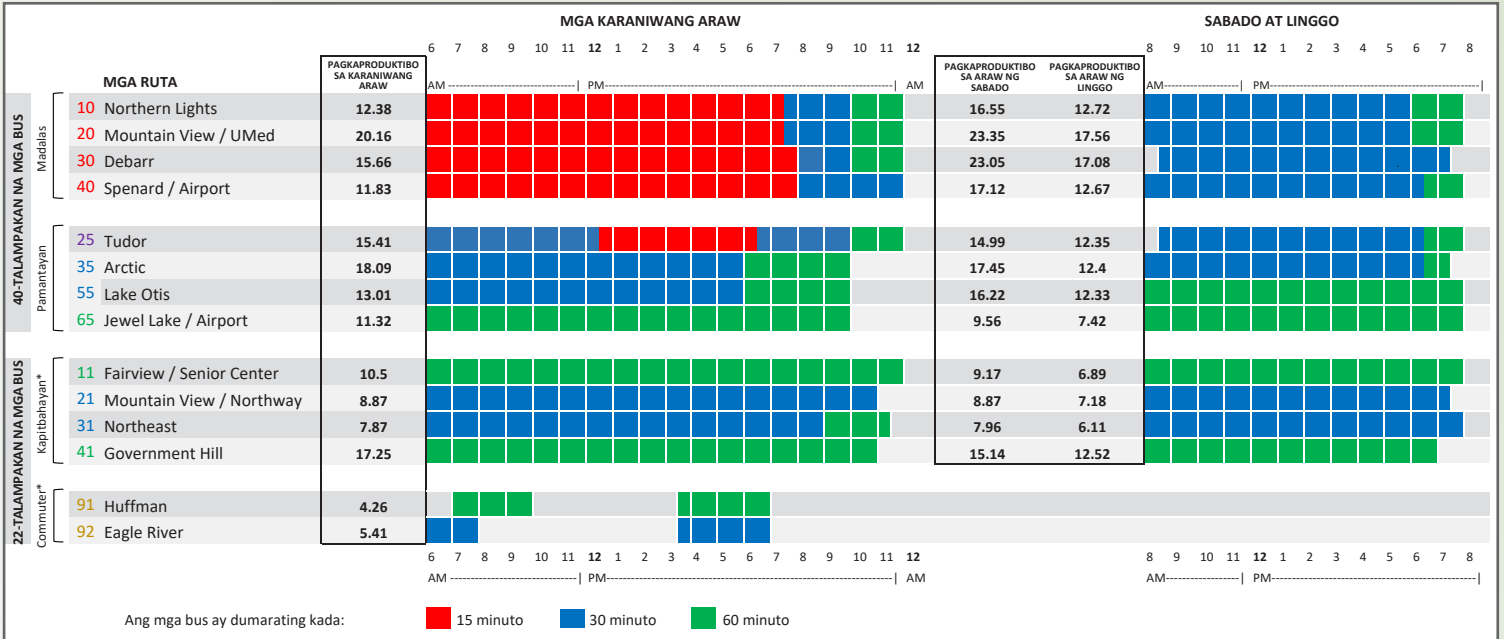 MGA KARANIWANG ARAW SABADO AT LINGGO
6 7 8 9 10 11 12 1 2 3 4 5 6 7 8 9 10 11 12 8 9 10 11 12 1 2 3 4 5 6 7 8
MGA RUTA
PAGKAPRODUKTIBO
SA KARANIWANG
ARAW
AM ---------------------------| PM------------------------------------------------------------| AM
PAGKAPRODUKTIBO
SA ARAW NG
SABADO
PAGKAPRODUKTIBO
SA ARAW NG
LINGGO
AM----------------| PM---------------------------------------------|
40-TALAMPAKAN NA MGA BUS
Madalas
10 Northern Lights 12.38 16.55 12.72
20 Mountain View / UMed 20.16 23.35 17.56
30 Debarr 15.66 23.05 17.08
40 Spenard / Airport 11.83 17.12 12.67
Pamantayan
25 Tudor 15.41 14.99 12.35
35 Arctic 18.09 17.45 12.4
55 Lake Otis 13.01 16.22 12.33
65 Jewel Lake / Airport 11.32 9.56 7.42
22-TALAMPAKAN NA MGA BUS
Kapitbahayan*
11 Fairview / Senior Center 10.5 9.17 6.89
21 Mountain View / Northway 8.87 8.87 7.18
31 Northeast 7.87 7.96 6.11
41 Government Hill 17.25 15.14 12.52
Commuter*
91 Huffman 4.26
92 Eagle River 5.41
6 7 8 9 10 11 12 1 2 3 4 5 6 7 8 9 10 11 12 8 9 10 11 12 1 2 3 4 5 6 7 8
AM ---------------------------| PM------------------------------------------------------------| AM AM----------------| PM---------------------------------------------|
Ang mga bus ay dumarating kada: 15 minuto 30 minuto 60 minuto